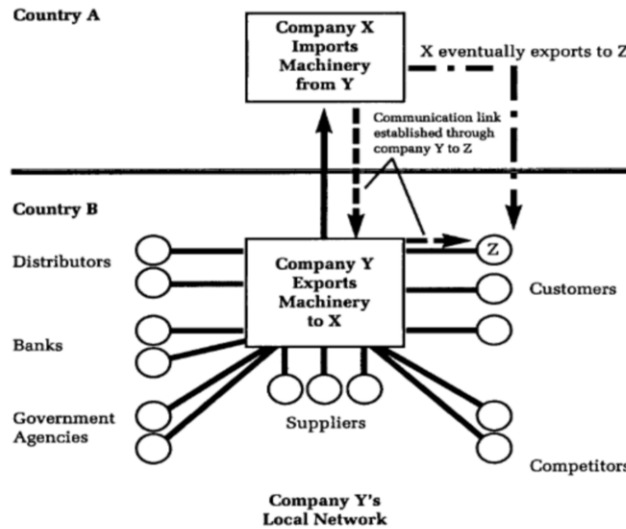 Country A
Company X
Imports
Machinery
from Y
X eventually exports to Z
Communication link
established through
company Y to Z
Country B
Distributors
Company Y
Exports
Machinery
to X
Z
Customers
Banks
Government
Agencies
Suppliers
Competitors
Company Y's
Local Network